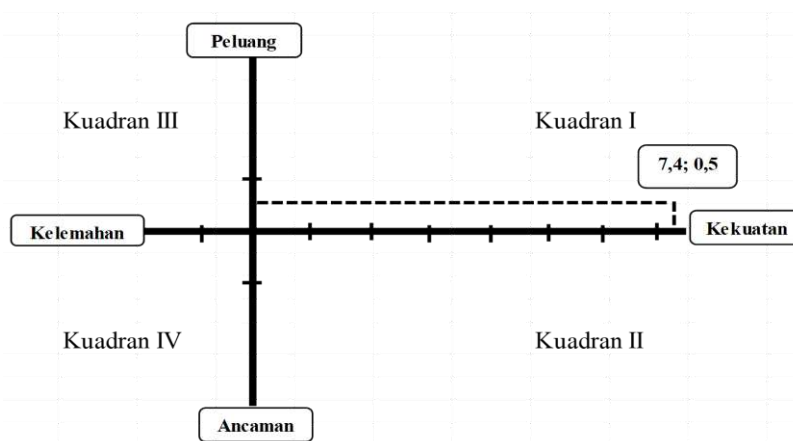 Peluang
Kuadran III
Kuadran I
7,4; 0,5
Kelemahan
Kekuatan
Kuadran IV
Kuadran II
Ancaman